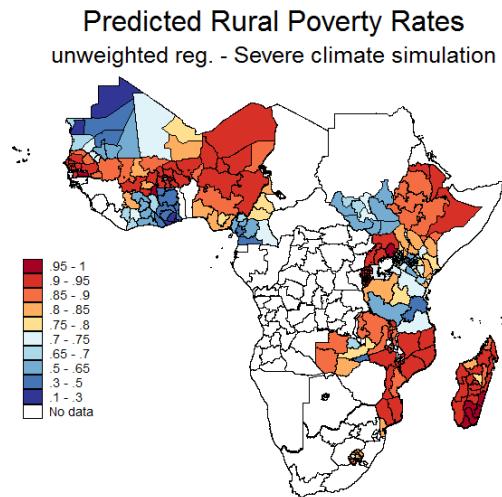 Predicted Rural Poverty Rates
unweighted reg. - Severe climate simulation
.95 - 1
.9 - .95
.85 - .9
.8 - .85
.75 - .8
.7 - .75
.65 - .7
.5 - .65
.3 - .5
.1 - .3
No data